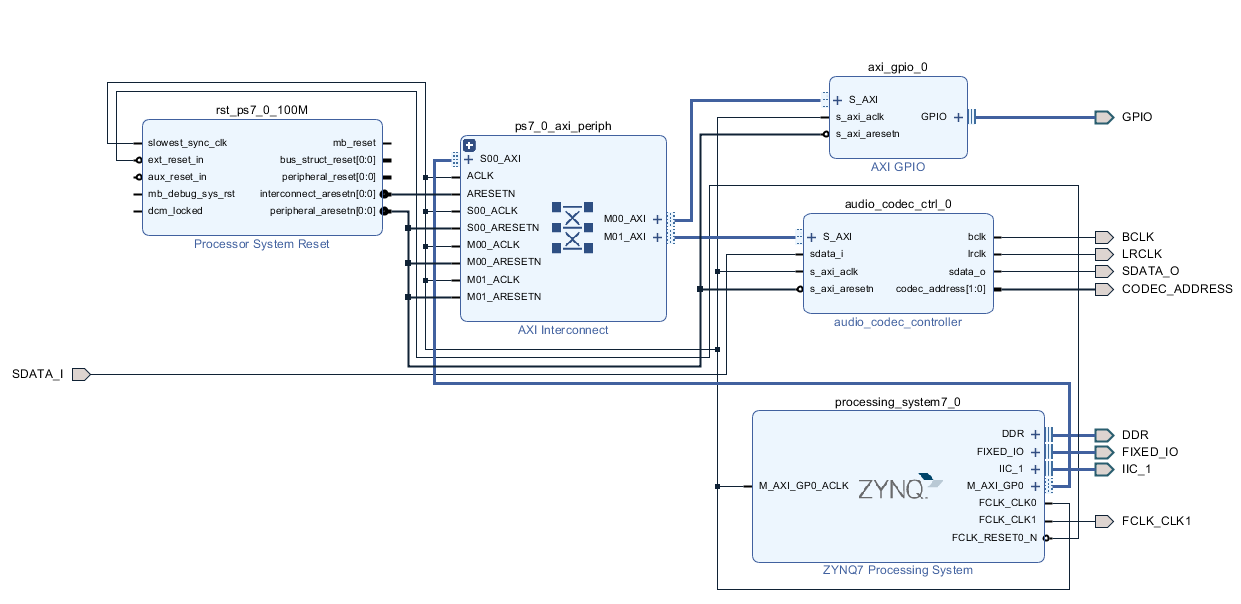 rst_ps7_0_100M
slowest_sync_clk
ext_reset_in
aux_reset_in
mb_debug_sys_rst
dcm_locked
mb_reset
bus_struct_reset[0:0]
peripheral_reset[0:0]
interconnect_aresetn[0:0]
peripheral_aresetn[0:0]
Processor System Reset
ps7_0_axi_periph
S00_AXI
ACLK
ARESETN
S00_ACLK
S00_ARESETN
M00_ACLK
M00_ARESETN
M01_ACLK
M01_ARESETN
M00_AXI
M01_AXI
AXI Interconnect
axi_gpio_0
S_AXI
s_axi_aclk
s_axi_aresetn
GPIO
AXI GPIO
GPIO
audio_codec_ctrl_0
S_AXI
sdata_i
s_axi_aclk
s_axi_aresetn
bclk
lrclk
sdata_o
codec_address[1:0]
audio_codec_controller
BCLK
LRCLK
SDATA_O
CODEC_ADDRESS
SDATA_I
processing_system7_0
M_AXI_GP0_ACLK
ZYNQ
DDR
FIXED_IO
IIC_1
M_AXI_GP0
FCLK_CLK0
FCLK_CLK1
FCLK_RESET0_N
ZYNQ7 Processing System
DDR
FIXED_IO
IIC_1
FCLK_CLK1